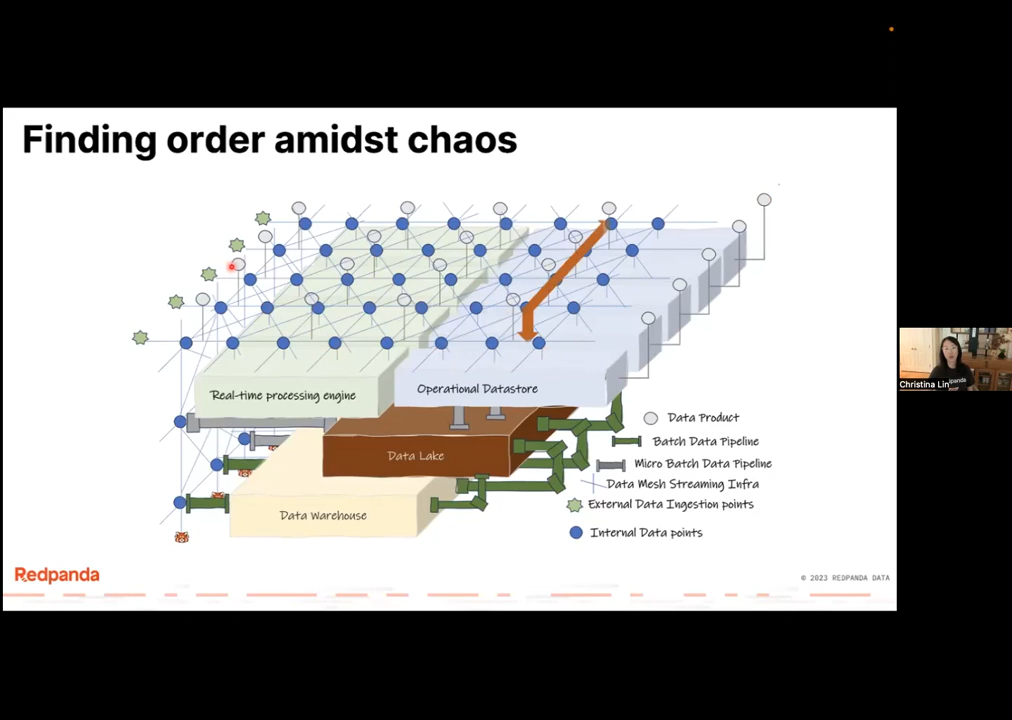 Finding order amidst chaos
Real-time processing engine
Operational Datastore
Data Lake
Data Warehouse
Data Product
Batch Data Pipeline
Micro Batch Data Pipeline
Data Mesh Streaming Infra
External Data Ingestion points
Internal Data points
Redpanda
© 2023 REDPANDA DATA
Christina Lin
panda